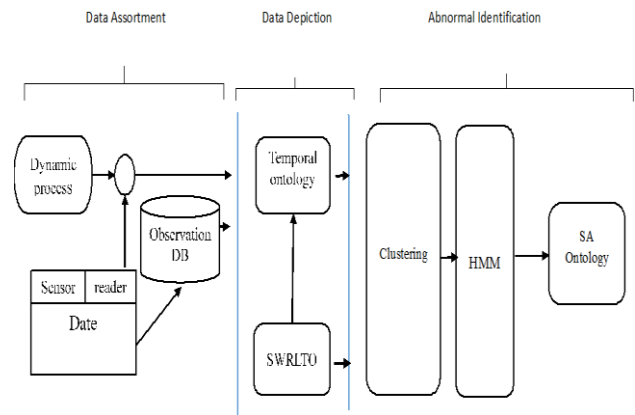 Data Assortment
Data Depiction
Abnormal Identification
Dynamic
process
Observation
DB
Sensor
reader
Date
Temporal
ontology
SWRLTO
Clustering
HMM
SA
Ontology